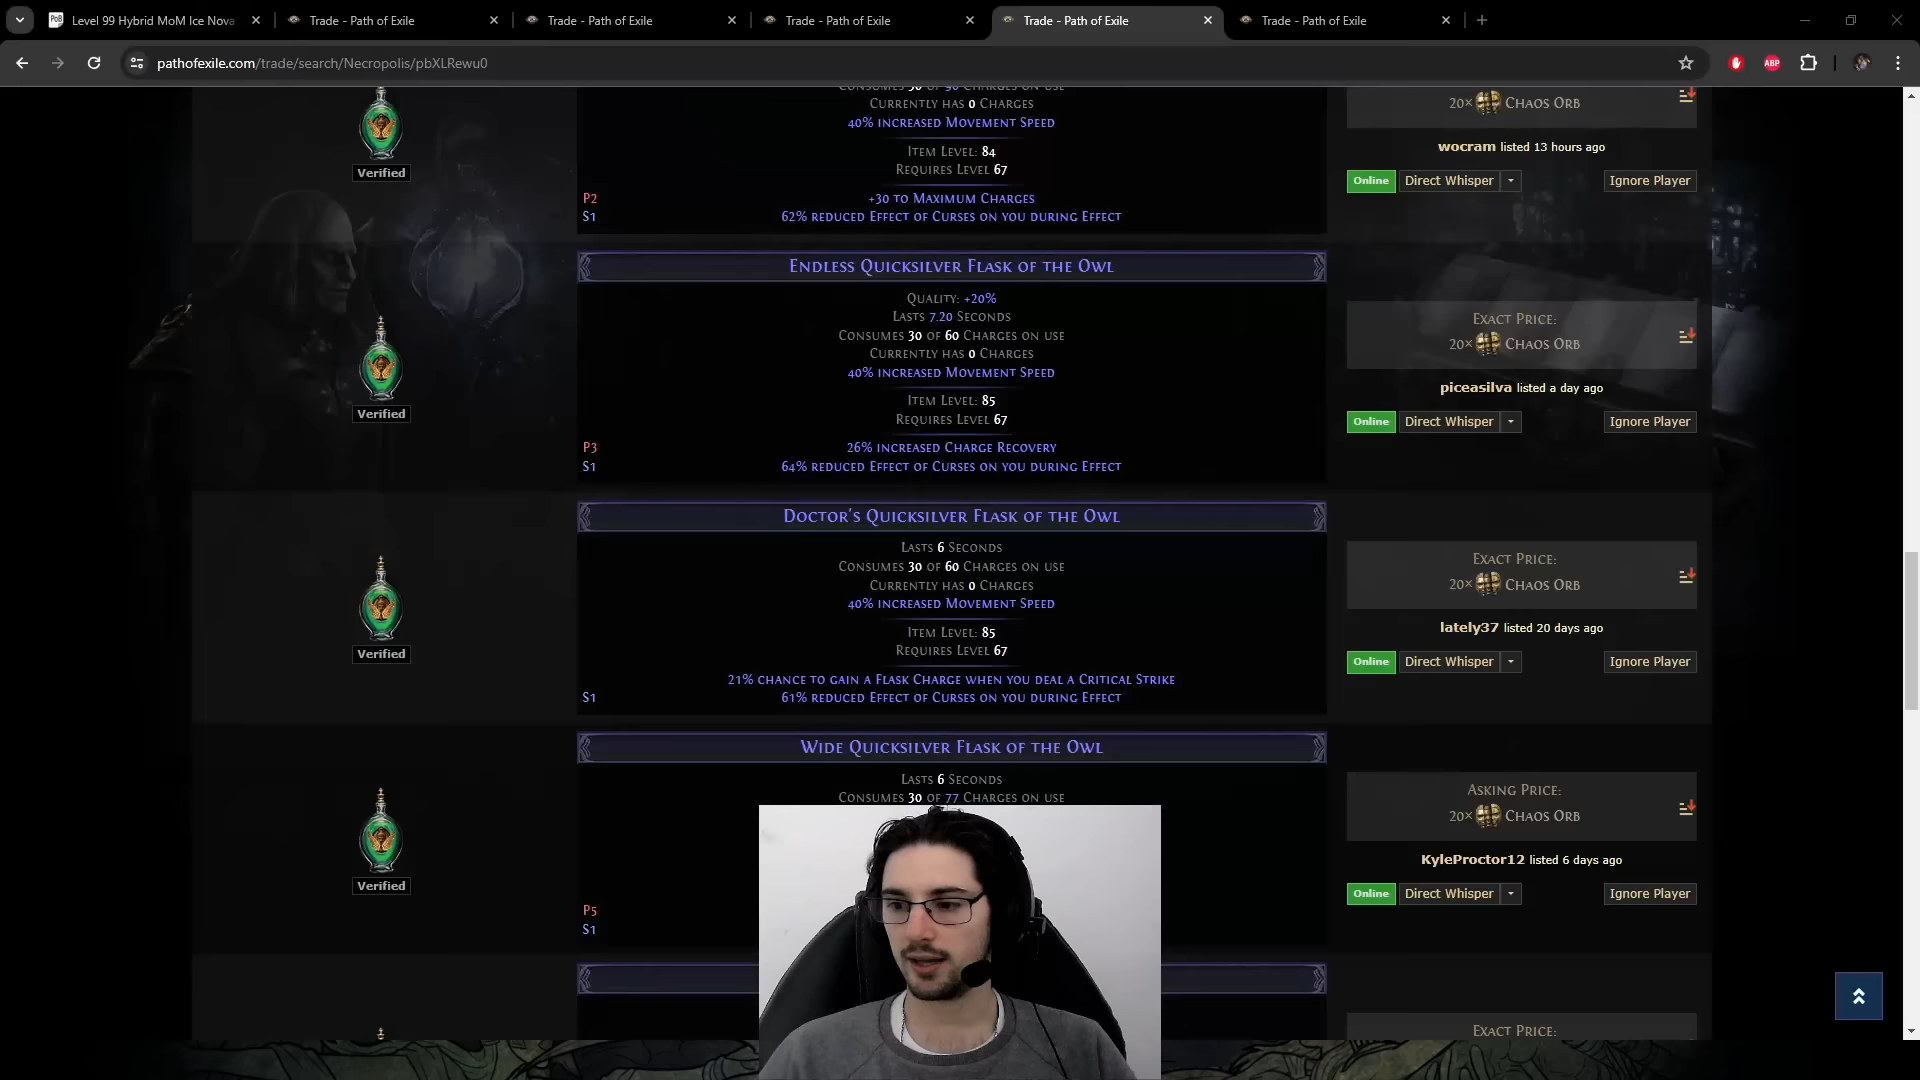 Level 99 Hybrid MoM Ice Nova
Trade - Path of Exile
Trade - Path of Exile
Trade - Path of Exile
Trade - Path of Exile
Trade - Path of Exile
pathofexile.com/trade/search/Necropolis/pbXLRewu0
ABP
Currently has 0 Charges
40% increased Movement Speed
Item Level: 84
Requires Level 67
P2 +30 to Maximum Charges
S1 62% reduced Effect of Curses on you during Effect
Verified
20× Chaos Orb
wocram listed 13 hours ago
Online Direct Whisper Ignore Player
Endless Quicksilver Flask of the Owl
Quality: +20%
Lasts 7.20 Seconds
Consumes 30 of 60 Charges on use
Currently has 0 Charges
40% increased Movement Speed
Item Level: 85
Requires Level 67
P3 26% increased Charge Recovery
S1 64% reduced Effect of Curses on you during Effect
Verified
Exact Price:
20× Chaos Orb
piceasilva listed a day ago
Online Direct Whisper Ignore Player
Doctor's Quicksilver Flask of the Owl
Lasts 6 Seconds
Consumes 30 of 60 Charges on use
Currently has 0 Charges
40% increased Movement Speed
Item Level: 85
Requires Level 67
21% chance to gain a Flask Charge when you deal a Critical Strike
S1 61% reduced Effect of Curses on you during Effect
Verified
Exact Price:
20× Chaos Orb
lately37 listed 20 days ago
Online Direct Whisper Ignore Player
Wide Quicksilver Flask of the Owl
Lasts 6 Seconds
Consumes 30 of 77 Charges on use
P5
S1
Verified
Asking Price:
20× Chaos Orb
KyleProctor12 listed 6 days ago
Online Direct Whisper Ignore Player
Exact Price: